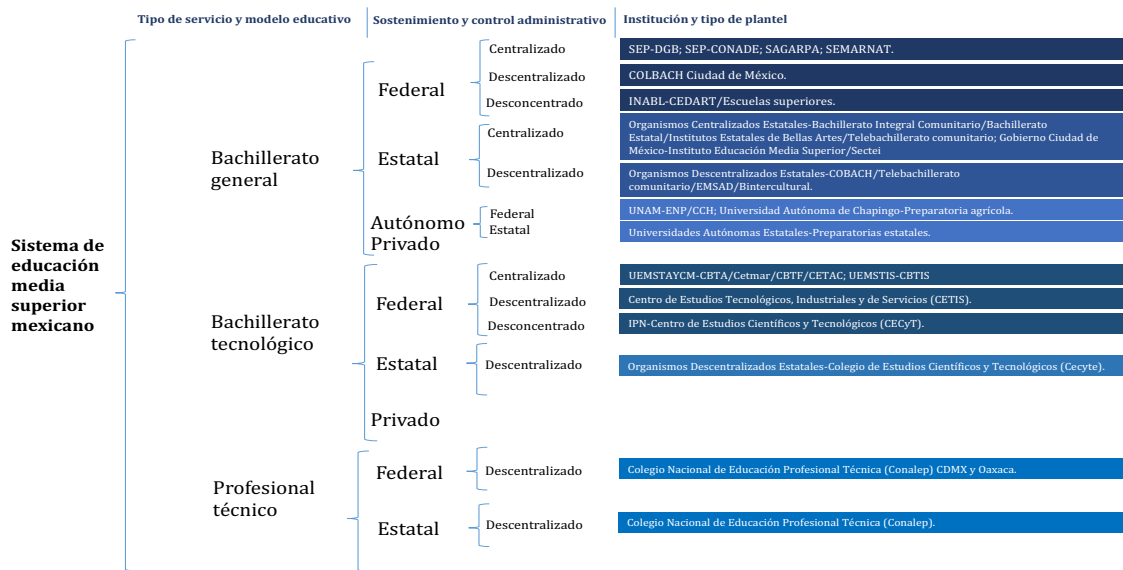 Tipo de servicio y modelo educativo
Sostenimiento y control administrativo
Institución y tipo de plantel
Sistema de
educación
media
superior
mexicano
Bachillerato
general
Federal
Centralizado
SEP-DGB; SEP-CONADE; SAGARPA; SEMARNAT.
Descentralizado
COLBACH Ciudad de México.
Desconcentrado
INABL-CEDART/Escuelas superiores.
Estatal
Centralizado
Organismos Centralizados Estatales-Bachillerato Integral Comunitario/Bachillerato
Estatal/Institutos Estatales de Bellas Artes/Telebachillerato comunitario; Gobierno Ciudad de
México-Instituto Educación Media Superior/Sectei
Descentralizado
Organismos Descentralizados Estatales-COBACH/Telebachillerato
comunitario/EMSAD/Bintercultural.
Autónomo
Federal
UNAM-ENP/CCH; Universidad Autónoma de Chapingo-Preparatoria agrícola.
Estatal
Universidades Autónomas Estatales-Preparatorias estatales.
Privado
Bachillerato
tecnológico
Federal
Centralizado
UEMSTAYCM-CBTA/Cetmar/CBTF/CETAC; UEMSTIS-CBTIS
Descentralizado
Centro de Estudios Tecnológicos, Industriales y de Servicios (CETIS).
Desconcentrado
IPN-Centro de Estudios Científicos y Tecnológicos (CECyT).
Estatal
Descentralizado
Organismos Descentralizados Estatales-Colegio de Estudios Científicos y Tecnológicos (Cecyte).
Privado
Profesional
técnico
Federal
Descentralizado
Colegio Nacional de Educación Profesional Técnica (Conalep) CDMX y Oaxaca.
Estatal
Descentralizado
Colegio Nacional de Educación Profesional Técnica (Conalep).